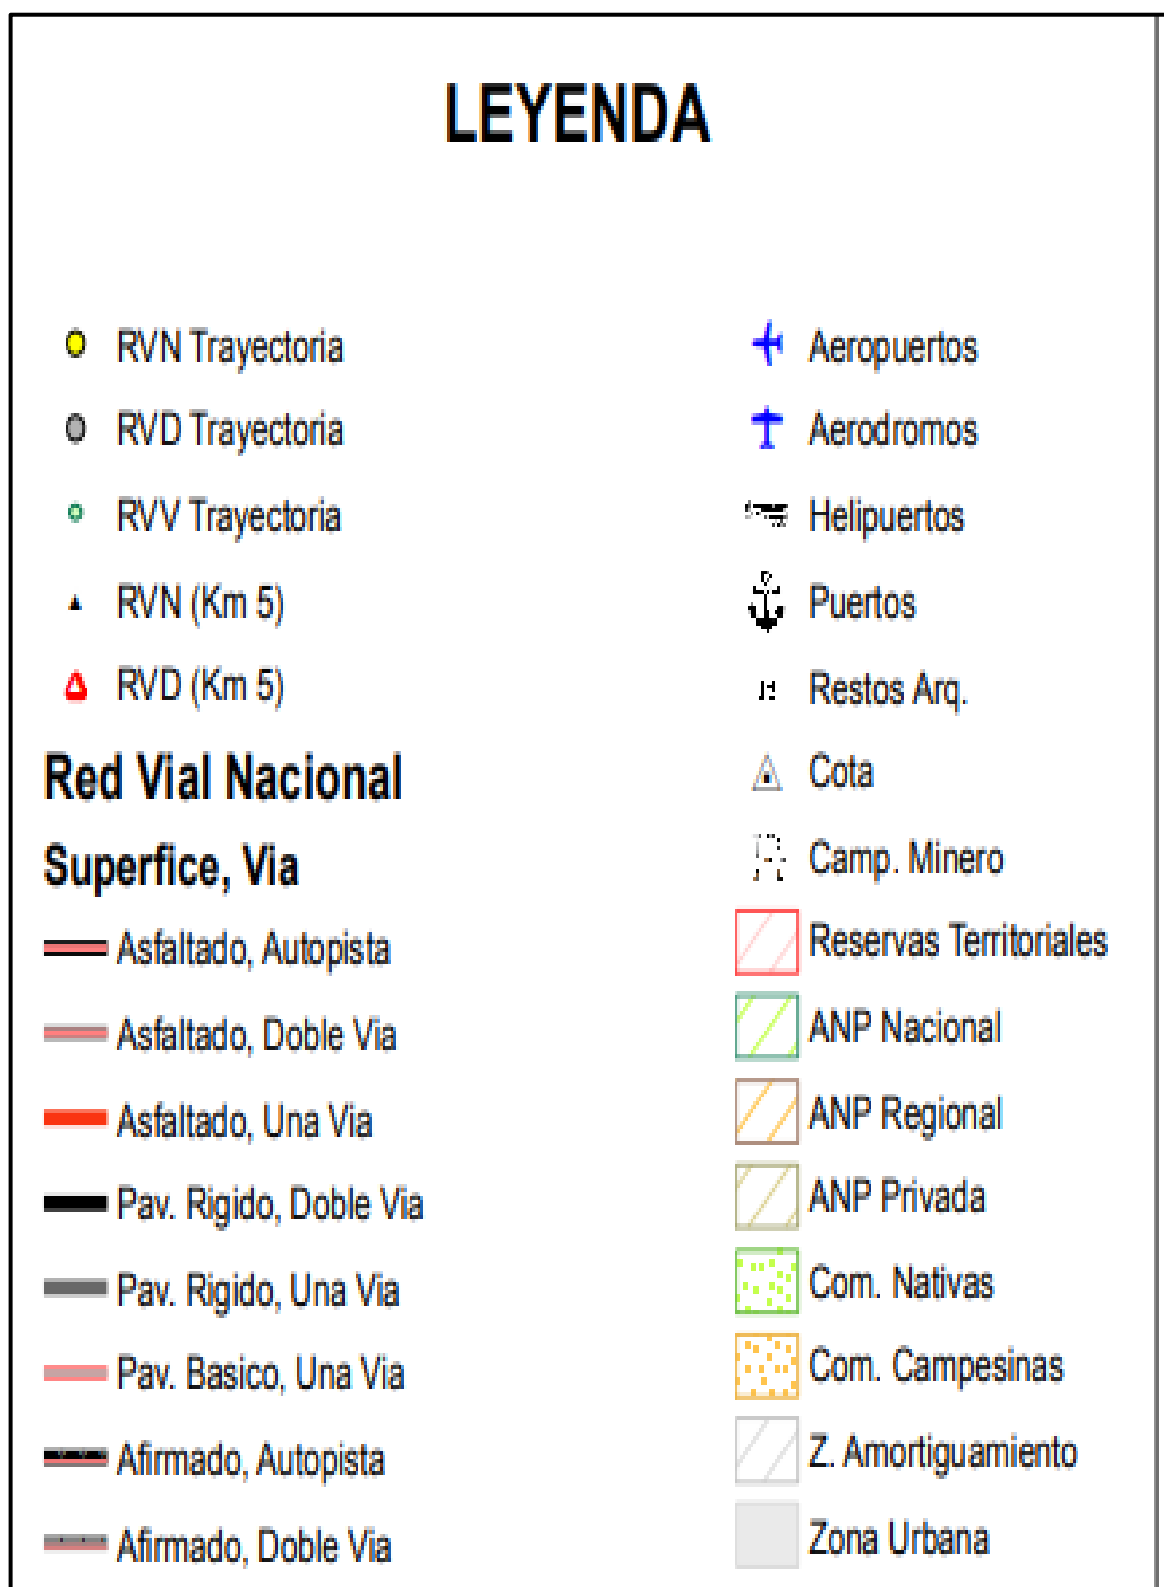 LEYENDA
RVN Trayectoria
RVD Trayectoria
RVV Trayectoria
RVN (Km 5)
RVD (Km 5)
Red Vial Nacional
Superfice, Via
Asfaltado, Autopista
Asfaltado, Doble Via
Asfaltado, Una Via
Pav. Rigido, Doble Via
Pav. Rigido, Una Via
Pav. Basico, Una Via
Afirmado, Autopista
Afirmado, Doble Via
Aeropuertos
Aerodromos
Helipuertos
Puertos
Restos Arq.
Cota
Camp. Minero
Reservas Territoriales
ANP Nacional
ANP Regional
ANP Privada
Com. Nativas
Com. Campesinas
Z. Amortiguamiento
Zona Urbana